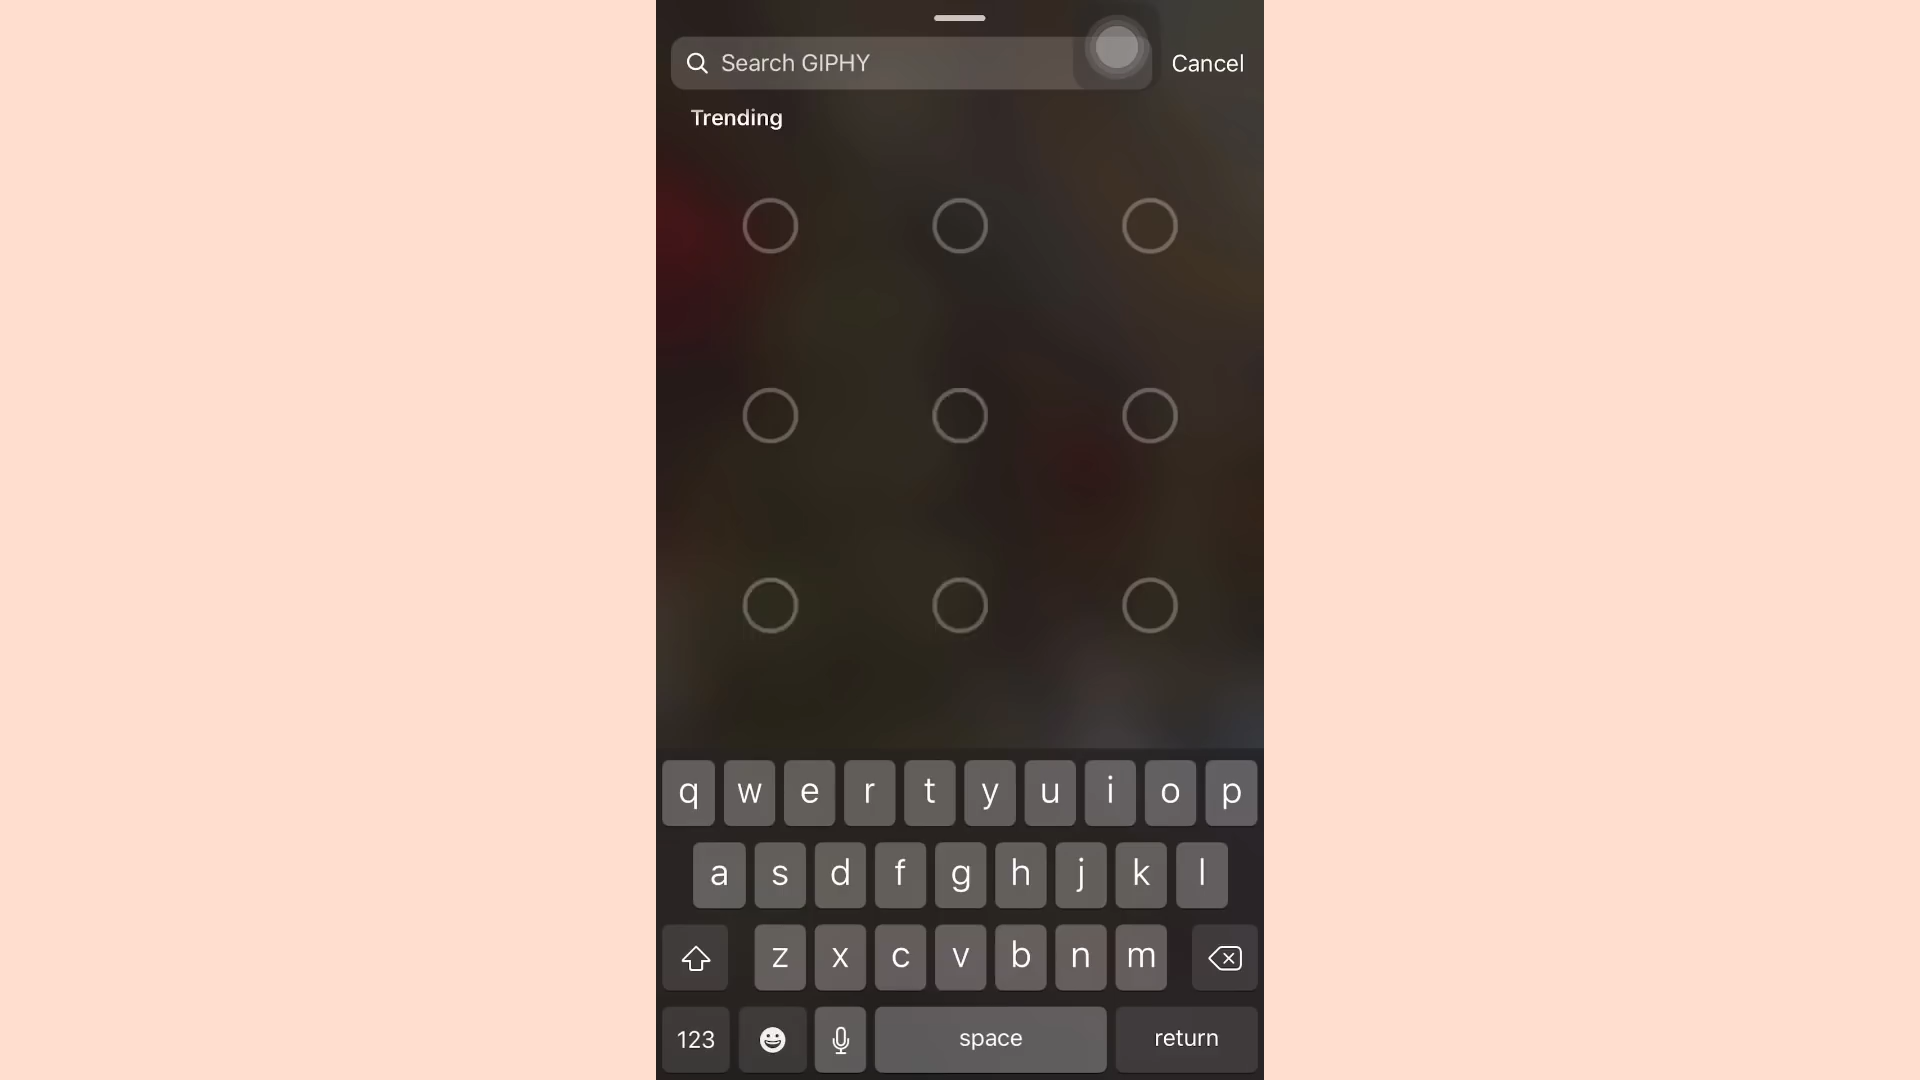 Search GIPHY
Cancel
Trending
q w e r t y u i o p
a s d f g h j k l
z x c v b n m
123 space return